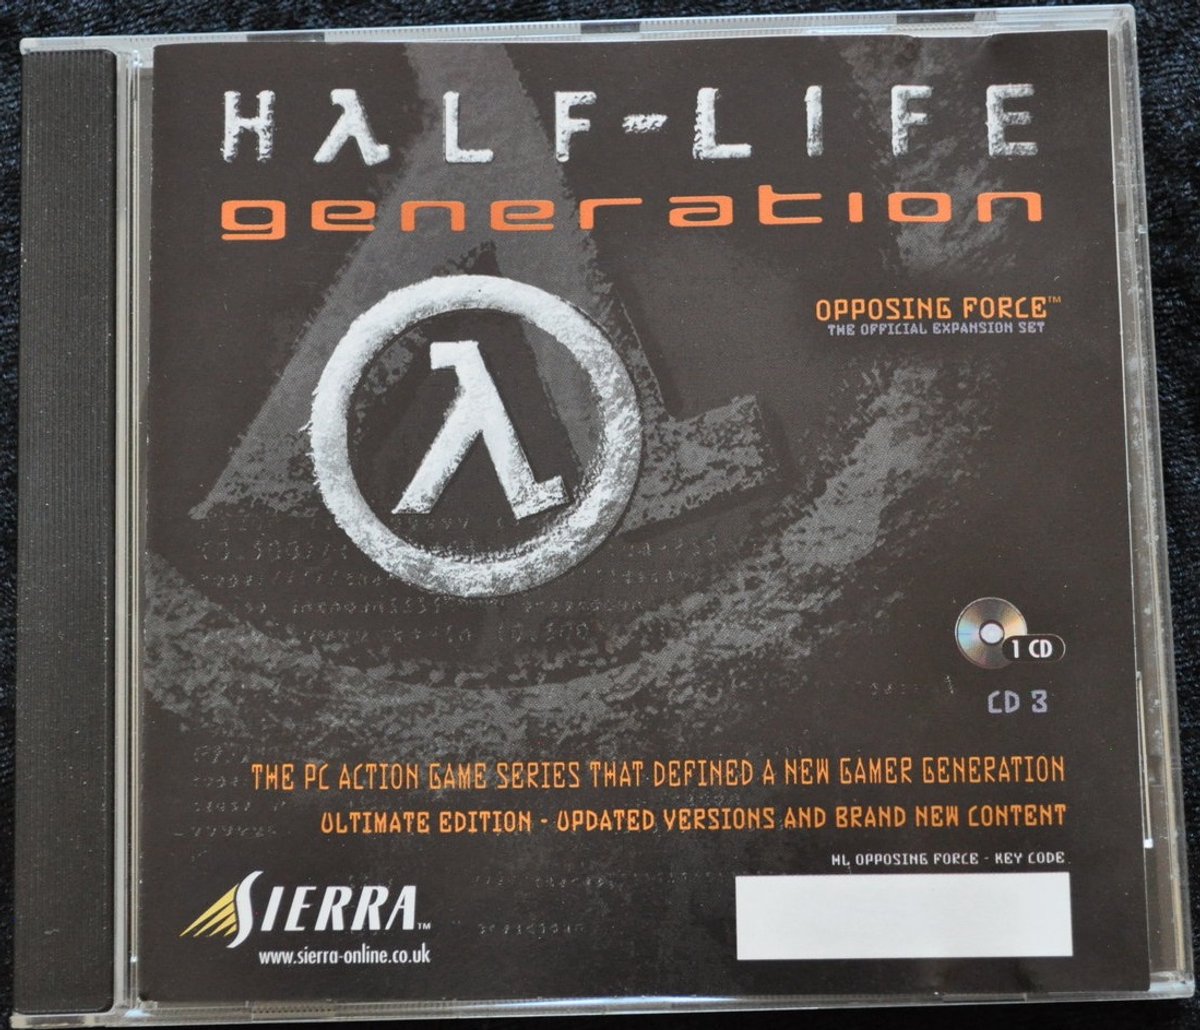 HλLF-LIFE
generation
OPPOSING FORCE™
THE OFFICIAL EXPANSION SET
λ
1 CD
CD 3
THE PC ACTION GAME SERIES THAT DEFINED A NEW GAMER GENERATION
ULTIMATE EDITION - UPDATED VERSIONS AND BRAND NEW CONTENT
HL OPPOSING FORCE - KEY CODE
SIERRA™
www.sierra-online.co.uk